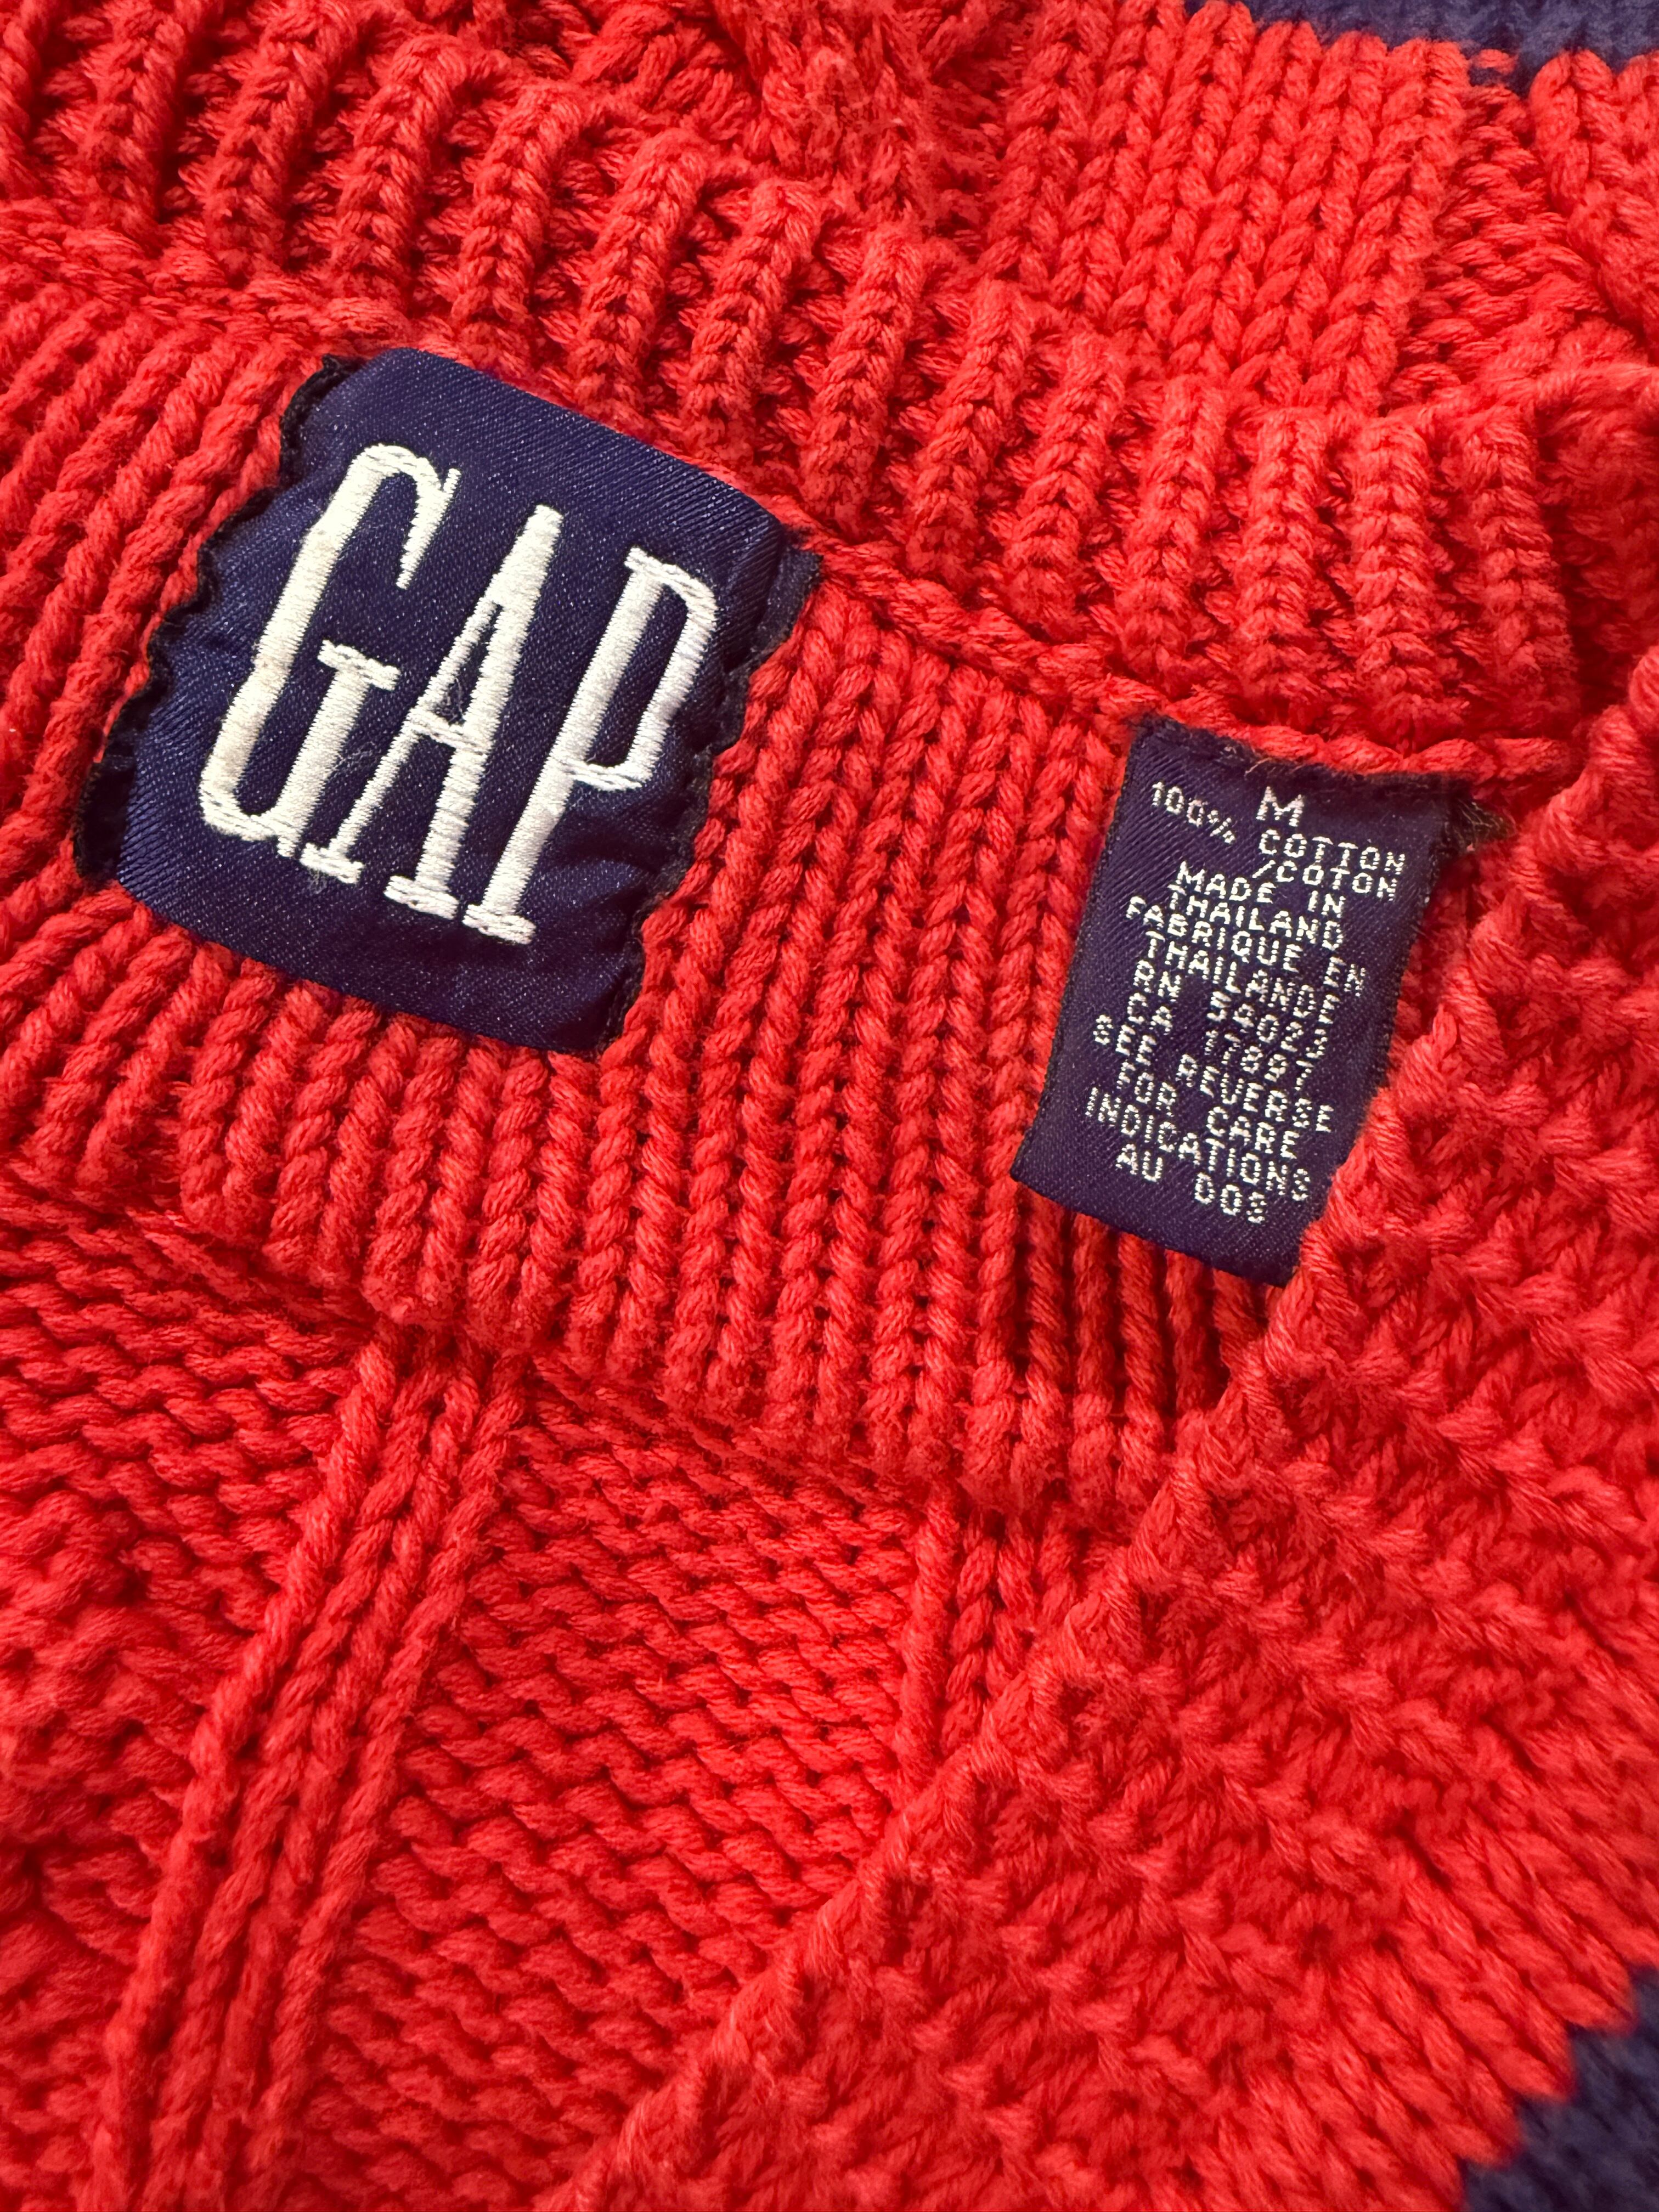 GAP
M
100% COTTON
/COTON
MADE IN
THAILAND
FABRIQUE EN
THAILANDE
RN 54023
CA 17897
SEE REVERSE
FOR CARE
INDICATIONS
AU DOS